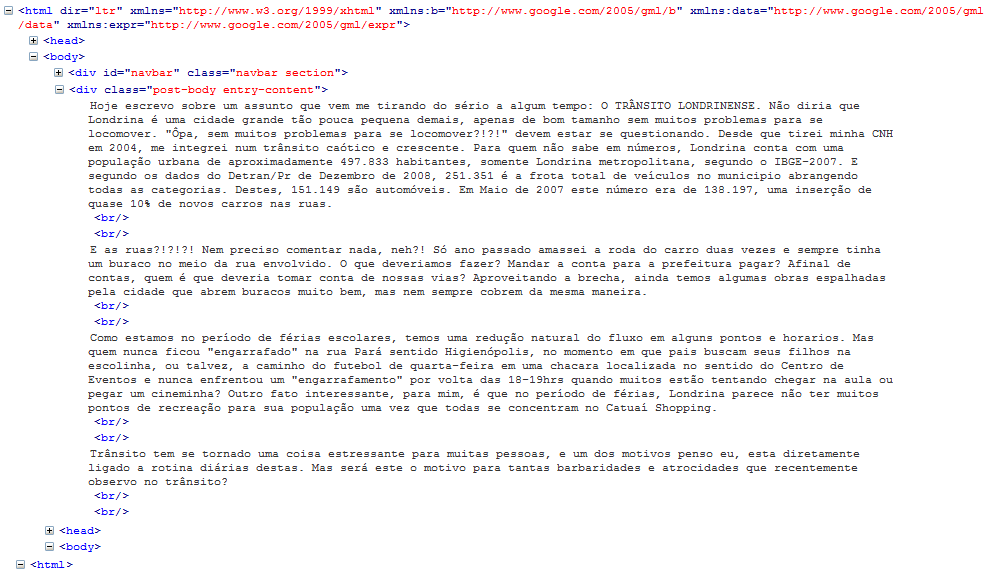 <html dir="ltr" xmlns="http://www.w3.org/1999/xhtml" xmlns:b="http://www.google.com/2005/gml/b" xmlns:data="http://www.google.com/2005/gml
/data" xmlns:expr="http://www.google.com/2005/gml/expr">
<head>
<body>
<div id="navbar" class="navbar section">
<div class="post-body entry-content">
Hoje escrevo sobre um assunto que vem me tirando do sério a algum tempo: O TRÂNSITO LONDRINENSE. Não diria que
Londrina é uma cidade grande tão pouca pequena demais, apenas de bom tamanho sem muitos problemas para se
locomover. "Ôpa, sem muitos problemas para se locomover?!?!" devem estar se questionando. Desde que tirei minha CNH
em 2004, me integrei num trânsito caótico e crescente. Para quem não sabe em números, Londrina conta com uma
população urbana de aproximadamente 497.833 habitantes, somente Londrina metropolitana, segundo o IBGE-2007. E
segundo os dados do Detran/Pr de Dezembro de 2008, 251.351 é a frota total de veículos no municipio abrangendo
todas as categorias. Destes, 151.149 são automóveis. Em Maio de 2007 este número era de 138.197, uma inserção de
quase 10% de novos carros nas ruas.
<br/>
<br/>
E as ruas?!?!?! Nem preciso comentar nada, neh?! Só ano passado amassei a roda do carro duas vezes e sempre tinha
um buraco no meio da rua envolvido. O que deveriamos fazer? Mandar a conta para a prefeitura pagar? Afinal de
contas, quem é que deveria tomar conta de nossas vias? Aproveitando a brecha, ainda temos algumas obras espalhadas
pela cidade que abrem buracos muito bem, mas nem sempre cobrem da mesma maneira.
<br/>
<br/>
Como estamos no período de férias escolares, temos uma redução natural do fluxo em alguns pontos e horarios. Mas
quem nunca ficou "engarrafado" na rua Pará sentido Higienópolis, no momento em que pais buscam seus filhos na
escolinha, ou talvez, a caminho do futebol de quarta-feira em uma chacara localizada no sentido do Centro de
Eventos e nunca enfrentou um "engarrafamento" por volta das 18-19hrs quando muitos estão tentando chegar na aula ou
pegar um cineminha? Outro fato interessante, para mim, é que no período de férias, Londrina parece não ter muitos
pontos de recreação para sua população uma vez que todas se concentram no Catuaí Shopping.
<br/>
<br/>
Trânsito tem se tornado uma coisa estressante para muitas pessoas, e um dos motivos penso eu, esta diretamente
ligado a rotina diárias destas. Mas será este o motivo para tantas barbaridades e atrocidades que recentemente
observo no trânsito?
<br/>
<br/>
<head>
<body>
<html>